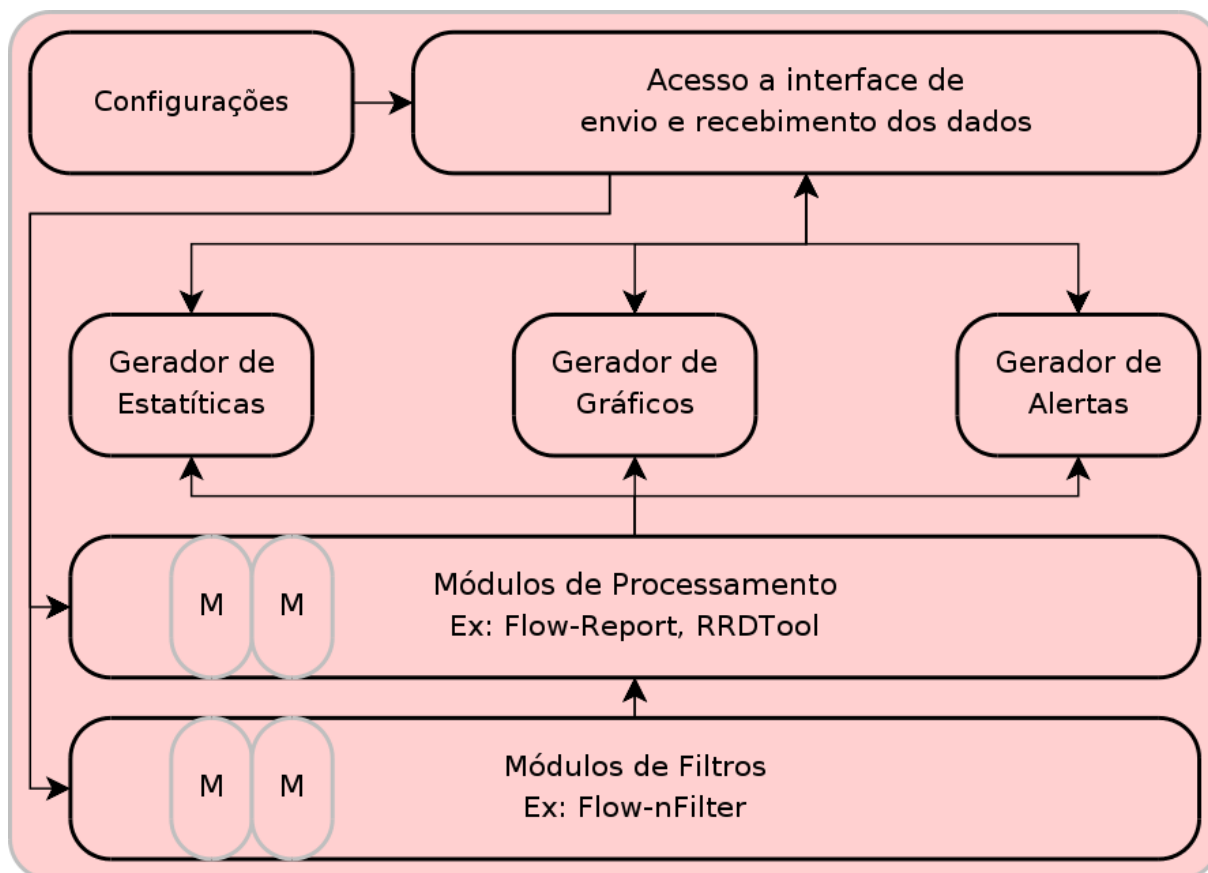 Configurações
Acesso a interface de
envio e recebimento dos dados
Gerador de
Estatíticas
Gerador de
Gráficos
Gerador de
Alertas
M M
Módulos de Processamento
Ex: Flow-Report, RRDTool
M M
Módulos de Filtros
Ex: Flow-nFilter